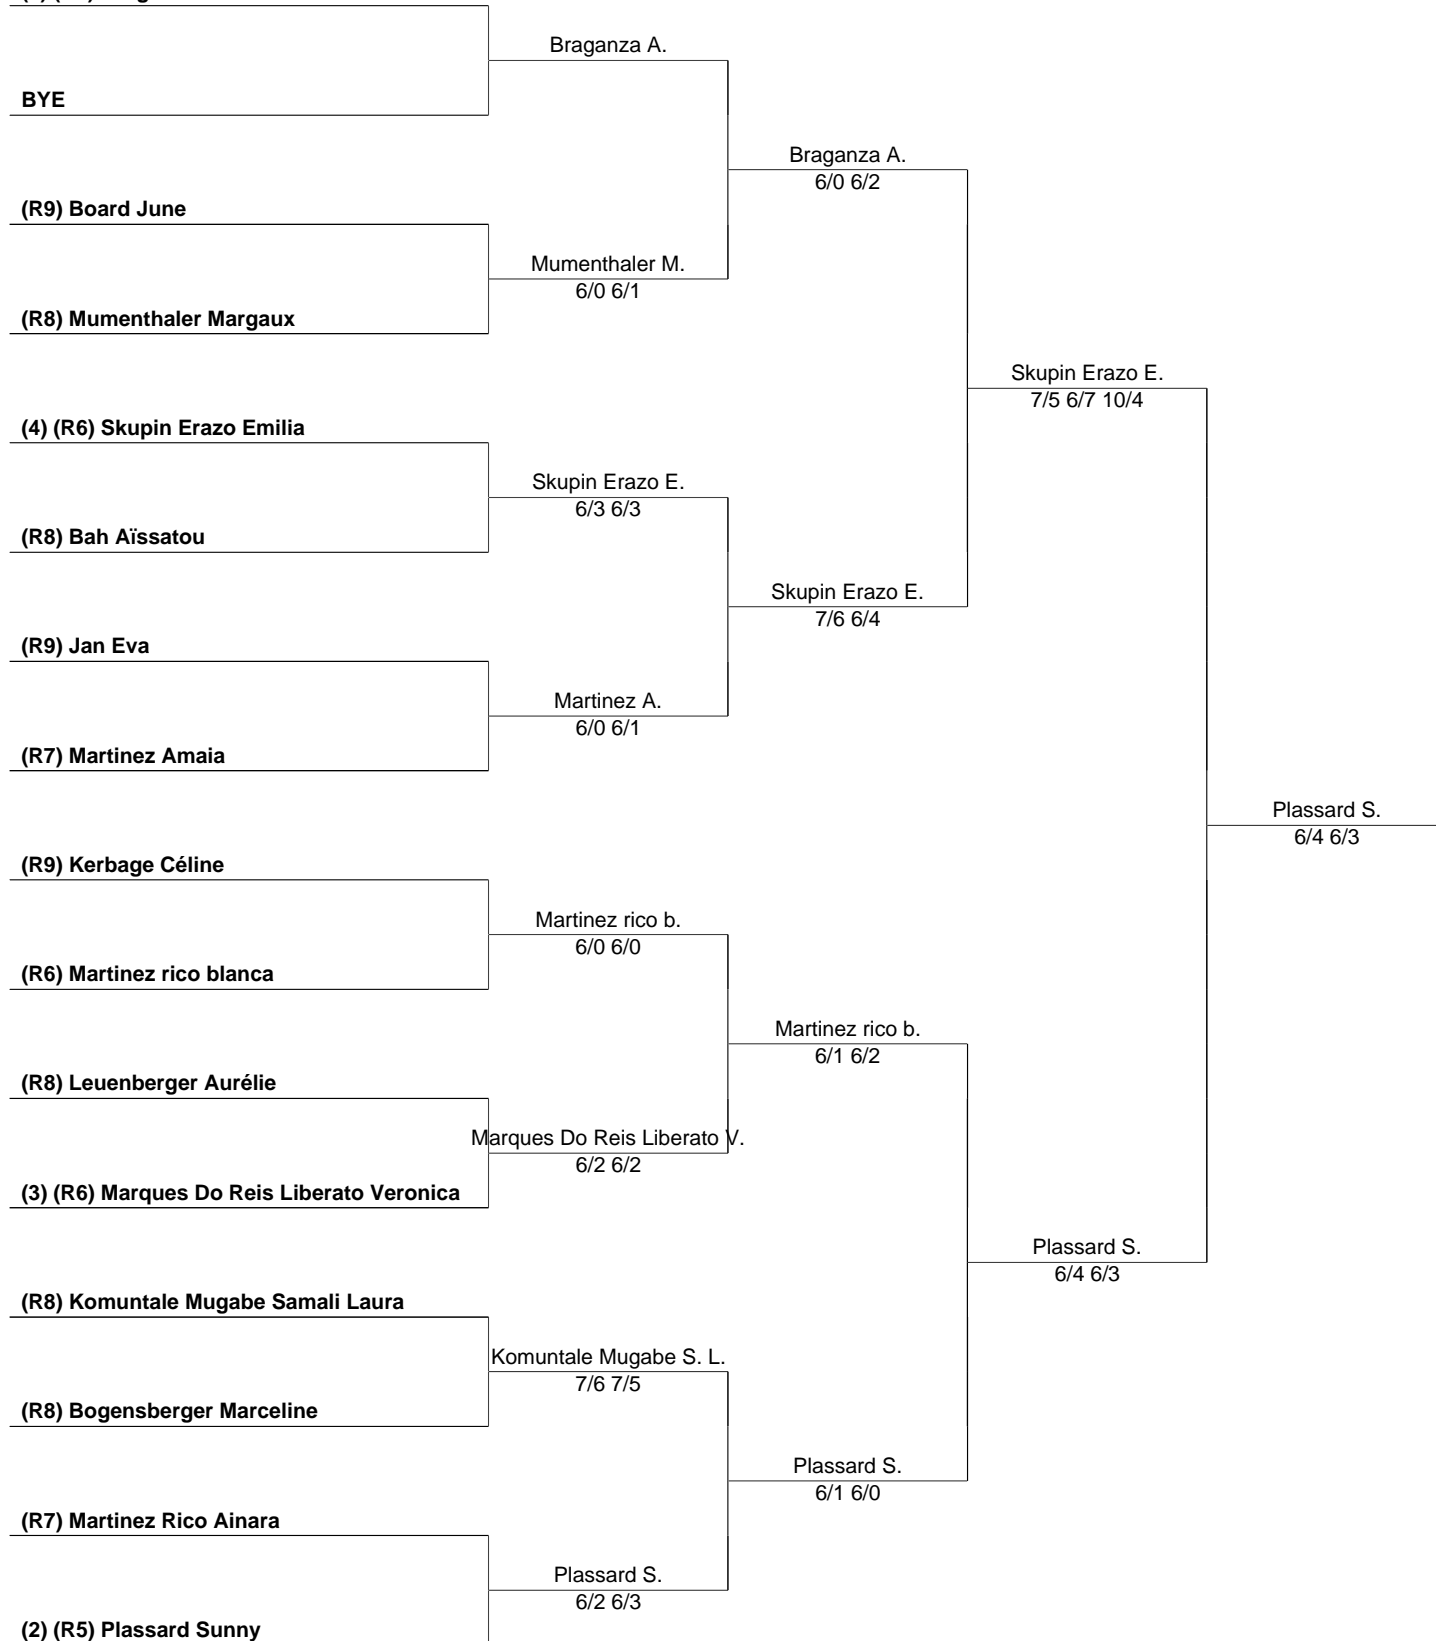 Braganza A.
BYE
Braganza A.
6/0 6/2
(R9) Board June
Mumenthaler M.
6/0 6/1
(R8) Mumenthaler Margaux
Skupin Erazo E.
7/5 6/7 10/4
(4) (R6) Skupin Erazo Emilia
Skupin Erazo E.
6/3 6/3
(R8) Bah Aïssatou
Skupin Erazo E.
7/6 6/4
(R9) Jan Eva
Martinez A.
6/0 6/1
(R7) Martinez Amaia
Plassard S.
6/4 6/3
(R9) Kerbage Céline
Martinez rico b.
6/0 6/0
(R6) Martinez rico blanca
Martinez rico b.
6/1 6/2
(R8) Leuenberger Aurélie
Marques Do Reis Liberato V.
6/2 6/2
(3) (R6) Marques Do Reis Liberato Veronica
Plassard S.
6/4 6/3
(R8) Komuntale Mugabe Samali Laura
Komuntale Mugabe S. L.
7/6 7/5
(R8) Bogensberger Marceline
Plassard S.
6/1 6/0
(R7) Martinez Rico Ainara
Plassard S.
6/2 6/3
(2) (R5) Plassard Sunny